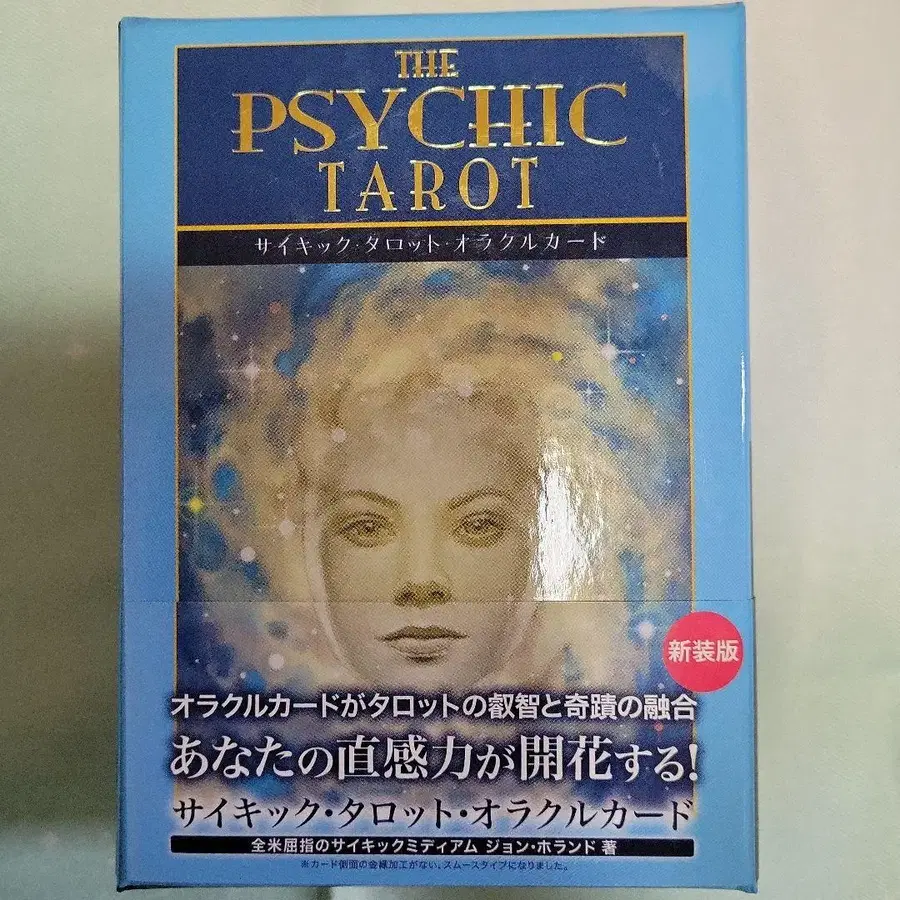 THE
PSYCHIC
TAROT
サイキック・タロット・オラクルカード
新装版
オラクルカードがタロットの叡智と奇蹟の融合
あなたの直感力が開花する!
サイキック・タロット・オラクルカード
全米屈指のサイキックミディアム ジョン・ホランド 著
※カード側面の金縁加工がない、スムースタイプになりました。